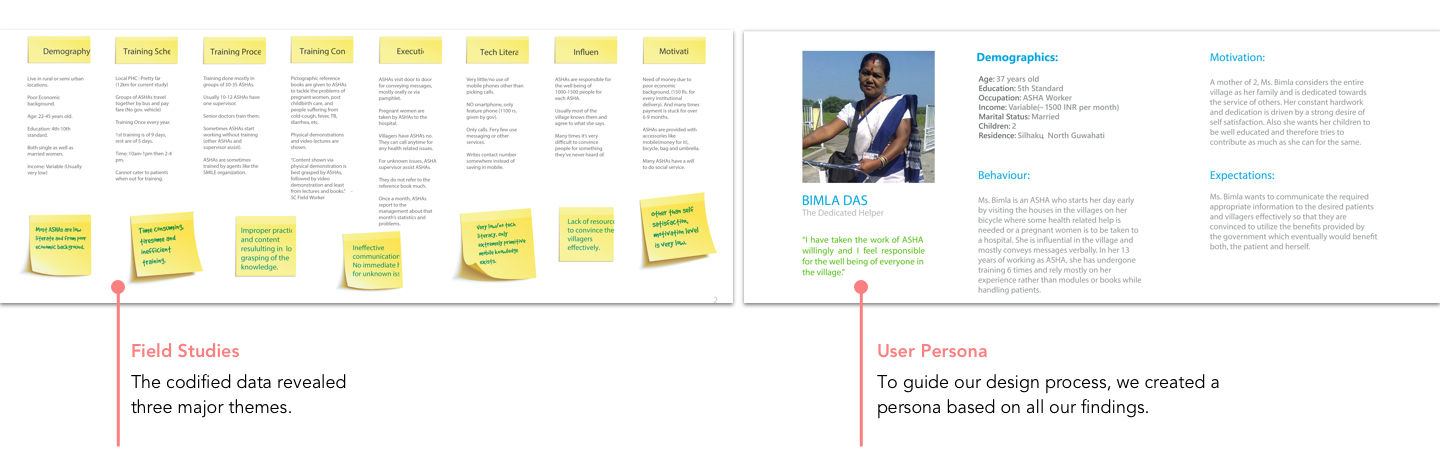 Demography
Training Sche
Training Proce
Training Con
Executi
Tech Litera
Influen
Motivati
Live in rural or semi urban
locations.
Poor Economic
background.
Age: 22-45 years old.
Education: 4th-10th
standard.
Both single as well as
married women.
Income: Variable (Usually
very low)
Local PHC : Pretty far
(12km for current study)
Groups of ASHAs travel
together by bus and pay
fare (No gov. vehicle)
Training Once every year.
1st training is of 9 days,
rest are of 5 days.
Time: 10am-1pm then 2-4
pm.
Cannot cater to patients
when out for training.
Training done mostly in
groups of 30-35 ASHAs.
Usually 10-12 ASHAs have
one supervisor.
Senior doctors train them.
Sometimes ASHAs start
working without training
(other ASHAs and
supervisor assist).
ASHAs are sometimes
trained by agents like the
SMILE organization.
Pictographic reference
books are given to ASHAs
to tackle the problems of
pregnant women, post
childbirth care, and
people suffering from
cold-cough, fever, TB,
diarrhea, etc.
Physical demonstrations
and video-lectures are
shown.
"Content shown via
physical demonstration is
best grasped by ASHAs,
followed by video
demonstration and least
from lectures and books."
SC Field Worker
ASHAs visit door to door
for conveying messages,
mostly orally or via
pamphlet.
Pregnant women are
taken by ASHAs to the
hospital.
Villagers have ASHAs no.
They can call anytime for
any health related issues.
For unknown issues, ASHA
supervisor assist ASHAs.
They do not refer to the
reference book much.
Once a month, ASHAs
report to the
management about that
month's statistics and
problems.
Very little/no use of
mobile phones other than
picking calls.
NO smartphone, only
feature phone (1100 rs.
given by gov).
Only calls. Very few use
messaging or other
services.
Writes contact number
somewhere instead of
saving in mobile.
ASHAs are responsible for
the well being of
1000-1500 people for
each ASHA.
Usually most of the
village knows them and
agree to what she says.
Many times it's very
difficult to convince
people for something
they've never heard of.
Need of money due to
poor economic
background. (150 Rs. for
every institutional
delivery). And many times
payment is stuck for over
6-9 months.
ASHAs are provided with
accessories like
mobile(money for it),
bicycle, bag and umbrella.
Many ASHAs have a will
to do social service.
Most ASHAs are low
literate and from poor
economic background.
Time consuming,
tiresome and
inefficient
training.
Improper practic
and content
resulting in lo
grasping of the
knowledge.
Ineffective
communication
No immediate h
for unknown iss
Very low/no tech
literacy. only
extremely primitive
mobile knowledge
exists.
Lack of resource
to convince the
villagers
effectively.
Other than self
satisfaction,
motivation level
is very low.
2
BIMLA DAS
The Dedicated Helper
"I have taken the work of ASHA
willingly and I feel responsible
for the well being of everyone in
the village."
Demographics:
Age: 37 years old
Education: 5th Standard
Occupation: ASHA Worker
Income: Variable(~ 1500 INR per month)
Marital Status: Married
Children: 2
Residence: Silhaku, North Guwahati
Behaviour:
Ms. Bimla is an ASHA who starts her day early
by visiting the houses in the villages on her
bicycle where some health related help is
needed or a pregnant women is to be taken to
a hospital. She is influential in the village and
mostly conveys messages verbally. In her 13
years of working as ASHA, she has undergone
training 6 times and rely mostly on her
experience rather than modules or books while
handling patients.
Motivation:
A mother of 2, Ms. Bimla considers the entire
village as her family and is dedicated towards
the service of others. Her constant hardwork
and dedication is driven by a strong desire of
self satisfaction. Also she wants her children to
be well educated and therefore tries to
contribute as much as she can for the same.
Expectations:
Ms. Bimla wants to communicate the required
appropriate information to the desired patients
and villagers effectively so that they are
convinced to utilize the benefits provided by
the government which eventually would benefit
both, the patient and herself.
Field Studies
The codified data revealed
three major themes.
User Persona
To guide our design process, we created a
persona based on all our findings.